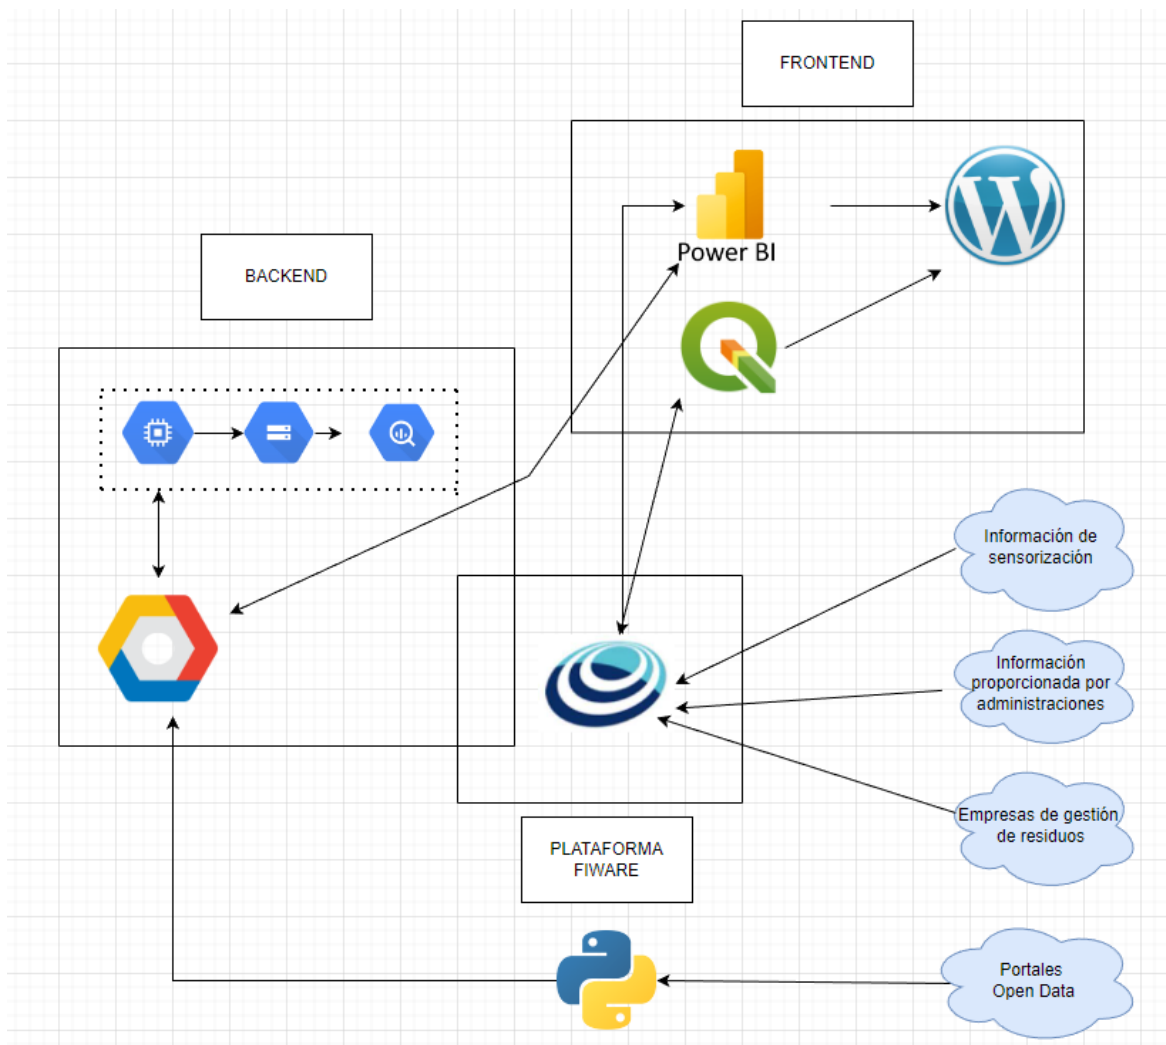 FRONTEND
Power BI
BACKEND
Información de
sensorización
Información
proporcionada por
administraciones
Empresas de gestión
de residuos
PLATAFORMA
FIWARE
Portales
Open Data